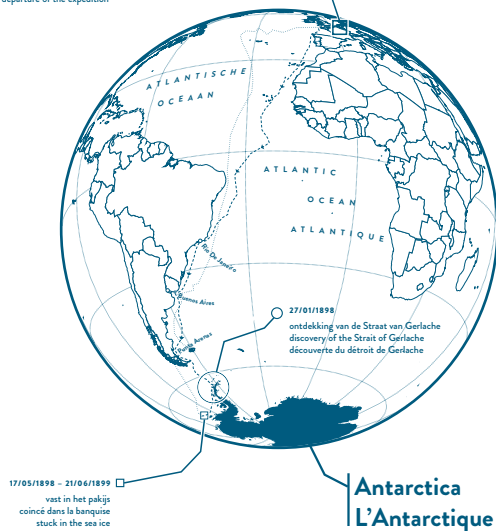 departure of the expedition
ATLANTISCHE
OCEAAN
ATLANTIC
OCEAN
ATLANTIQUE
Rio De Janeiro
Buenos Aires
Punta Arenas
27/01/1898
ontdekking van de Straat van Gerlache
discovery of the Strait of Gerlache
découverte du détroit de Gerlache
17/05/1898 – 21/06/1899
vast in het pakijs
coincé dans la banquise
stuck in the sea ice
Antarctica
L’Antarctique